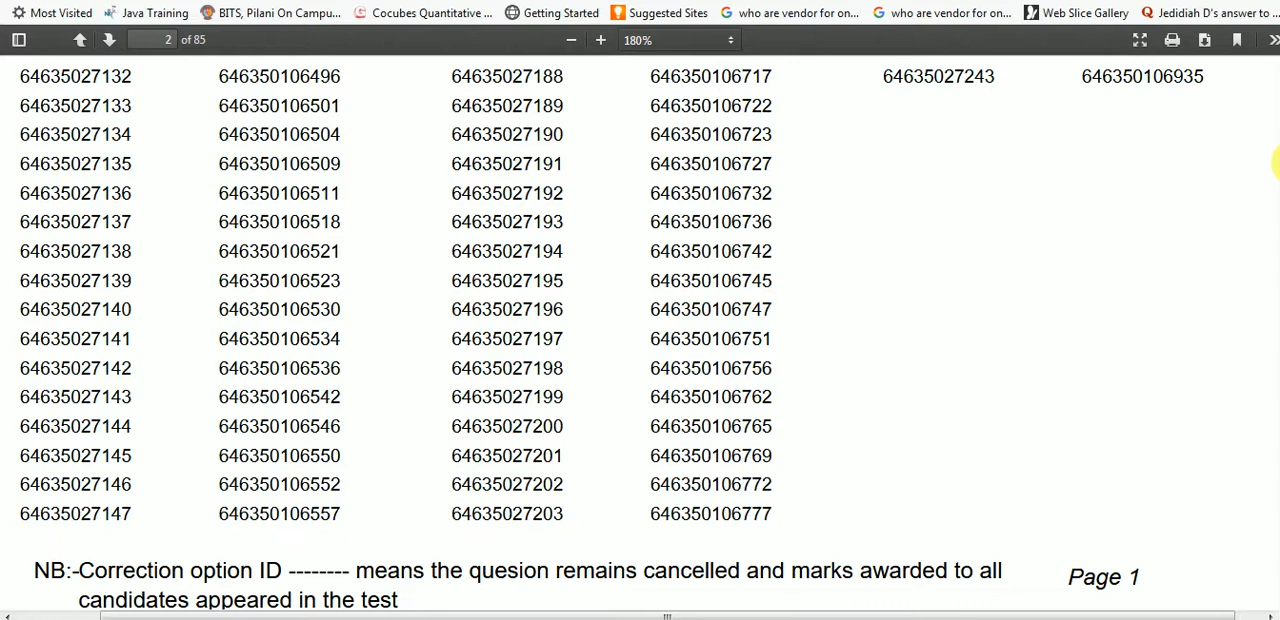 Most Visited Java Training BITS, Pilani On Campu... Cocubes Quantitative ... Getting Started Suggested Sites who are vendor for on... who are vendor for on... Web Slice Gallery Jedidiah D's answer to ...
2 of 85 180%
64635027132 646350106496 64635027188 646350106717 64635027243 646350106935
64635027133 646350106501 64635027189 646350106722
64635027134 646350106504 64635027190 646350106723
64635027135 646350106509 64635027191 646350106727
64635027136 646350106511 64635027192 646350106732
64635027137 646350106518 64635027193 646350106736
64635027138 646350106521 64635027194 646350106742
64635027139 646350106523 64635027195 646350106745
64635027140 646350106530 64635027196 646350106747
64635027141 646350106534 64635027197 646350106751
64635027142 646350106536 64635027198 646350106756
64635027143 646350106542 64635027199 646350106762
64635027144 646350106546 64635027200 646350106765
64635027145 646350106550 64635027201 646350106769
64635027146 646350106552 64635027202 646350106772
64635027147 646350106557 64635027203 646350106777
NB:-Correction option ID -------- means the quesion remains cancelled and marks awarded to all Page 1
candidates appeared in the test